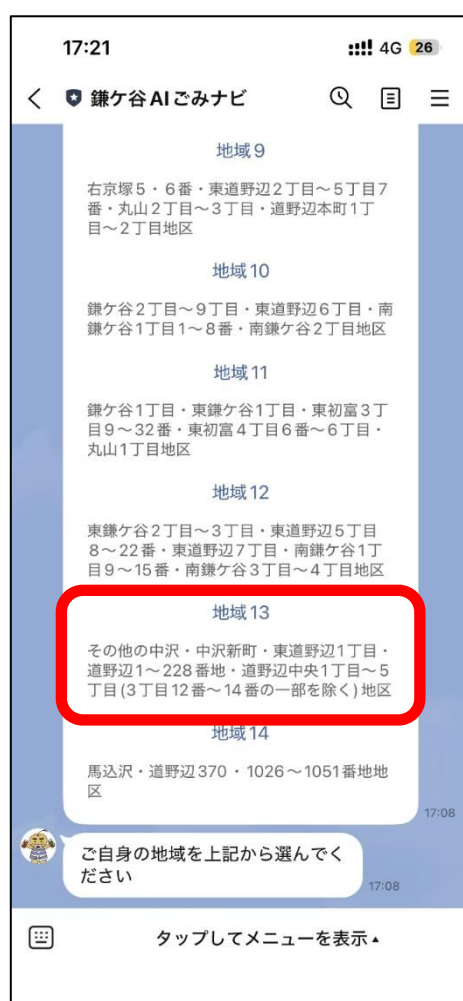 17:21 4G 26
鎌ケ谷AIごみナビ
地域9
右京塚5・6番・東道野辺2丁目～5丁目7
番・丸山2丁目～3丁目・道野辺本町1丁
目～2丁目地区
地域10
鎌ケ谷2丁目～9丁目・東道野辺6丁目・南
鎌ケ谷1丁目1～8番・南鎌ケ谷2丁目地区
地域11
鎌ケ谷1丁目・東鎌ケ谷1丁目・東初富3丁
目9～32番・東初富4丁目6番～6丁目・
丸山1丁目地区
地域12
東鎌ケ谷2丁目～3丁目・東道野辺5丁目
8～22番・東道野辺7丁目・南鎌ケ谷1丁
目9～15番・南鎌ケ谷3丁目～4丁目地区
地域13
その他の中沢・中沢新町・東道野辺1丁目・
道野辺1～228番地・道野辺中央1丁目～5
丁目(3丁目12番～14番の一部を除く)地区
地域14
馬込沢・道野辺370・1026～1051番地地
区
17:08
ご自身の地域を上記から選んでく
ださい
17:08
タップしてメニューを表示▲